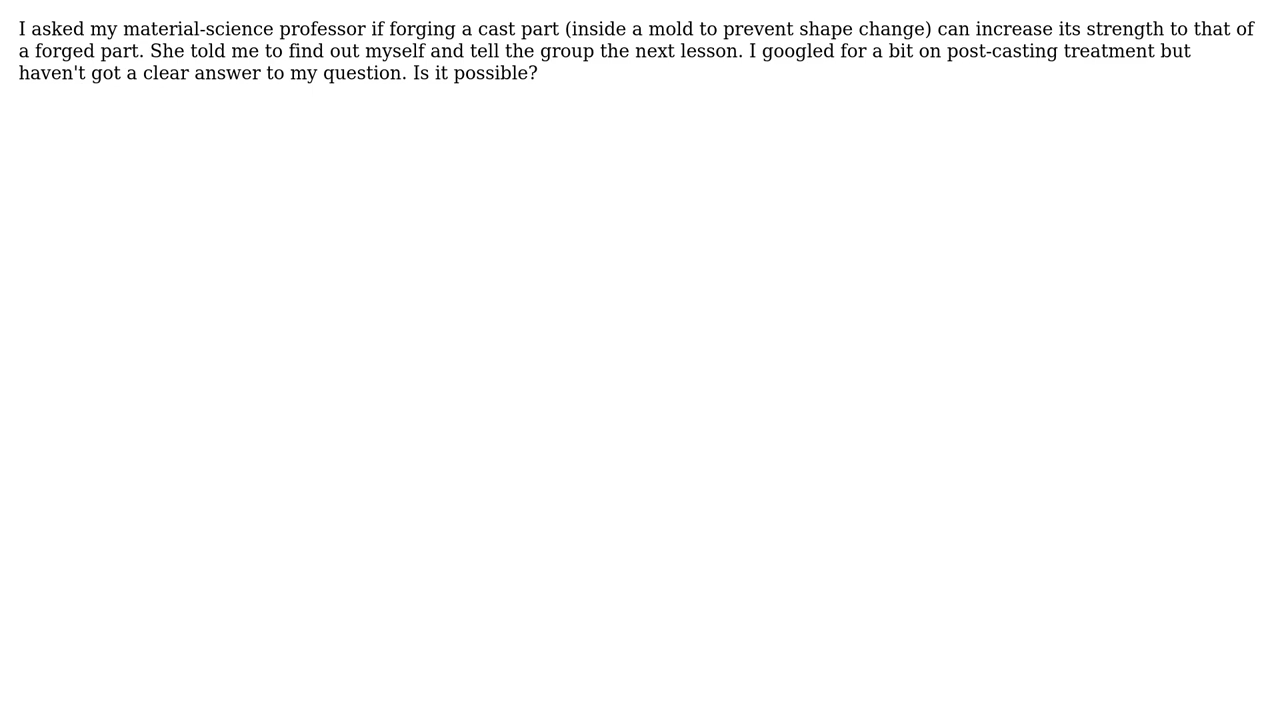 I asked my material-science professor if forging a cast part (inside a mold to prevent shape change) can increase its strength to that of
a forged part. She told me to find out myself and tell the group the next lesson. I googled for a bit on post-casting treatment but
haven't got a clear answer to my question. Is it possible?